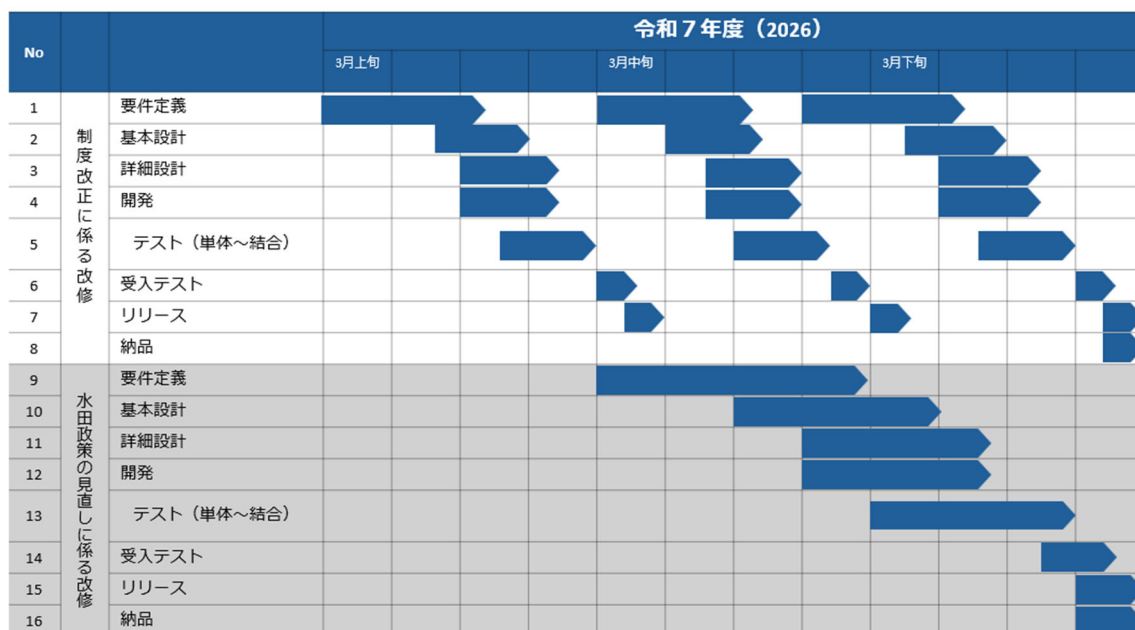 No
令和７年度（2026）
3月上旬 3月中旬 3月下旬
制度改正に係る改修
1 要件定義
2 基本設計
3 詳細設計
4 開発
5 テスト（単体～結合）
6 受入テスト
7 リリース
8 納品
水田政策の見直しに係る改修
9 要件定義
10 基本設計
11 詳細設計
12 開発
13 テスト（単体～結合）
14 受入テスト
15 リリース
16 納品